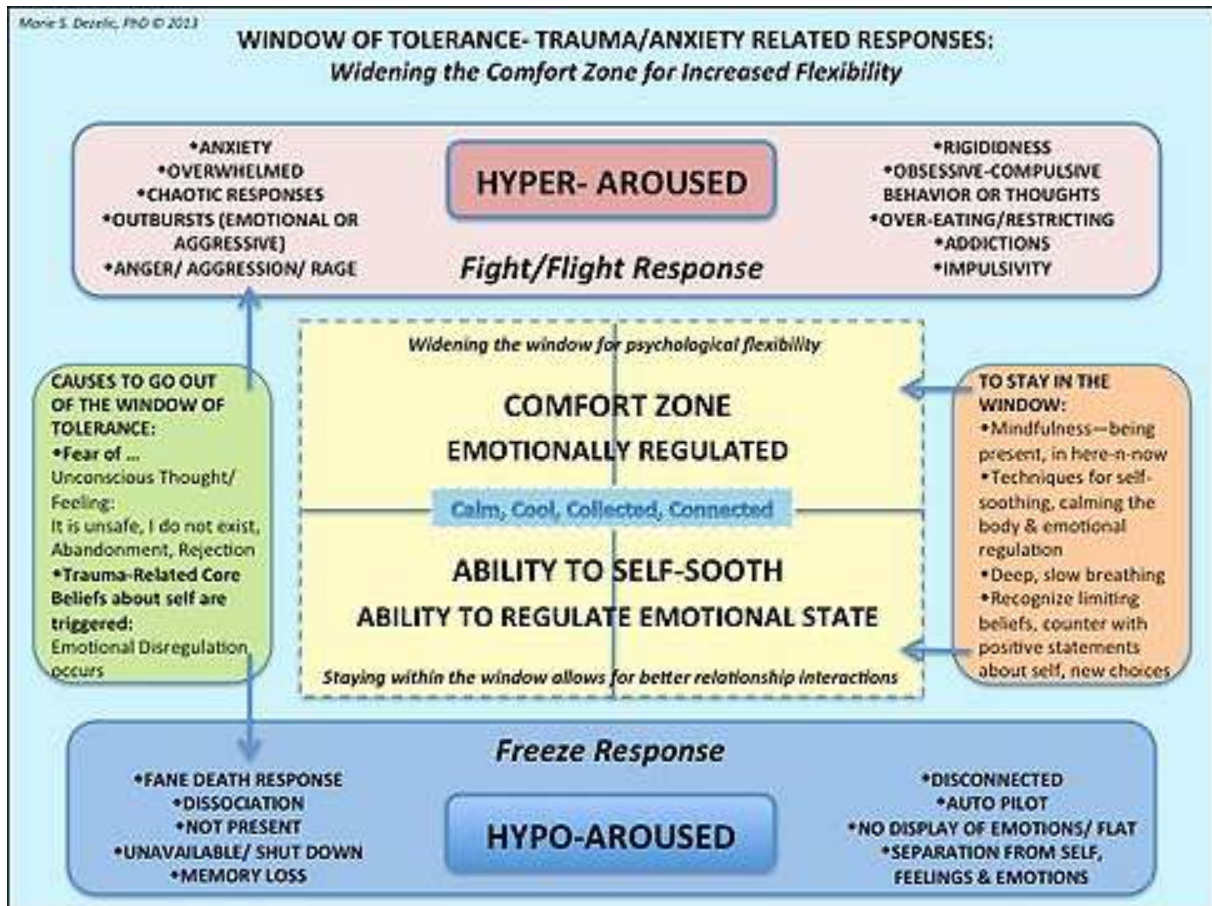 Marie S. Dezelic, PhD © 2013
WINDOW OF TOLERANCE- TRAUMA/ANXIETY RELATED RESPONSES:
Widening the Comfort Zone for Increased Flexibility
•ANXIETY
•OVERWHELMED
•CHAOTIC RESPONSES
•OUTBURSTS (EMOTIONAL OR
AGGRESSIVE)
•ANGER/ AGGRESSION/ RAGE
HYPER- AROUSED
Fight/Flight Response
•RIGIDIDNESS
•OBSESSIVE-COMPULSIVE
BEHAVIOR OR THOUGHTS
•OVER-EATING/RESTRICTING
•ADDICTIONS
•IMPULSIVITY
CAUSES TO GO OUT
OF THE WINDOW OF
TOLERANCE:
•Fear of ...
Unconscious Thought/
Feeling:
It is unsafe, I do not exist,
Abandonment, Rejection
•Trauma-Related Core
Beliefs about self are
triggered:
Emotional Disregulation
occurs
Widening the window for psychological flexibility
COMFORT ZONE
EMOTIONALLY REGULATED
Calm, Cool, Collected, Connected
ABILITY TO SELF-SOOTH
ABILITY TO REGULATE EMOTIONAL STATE
Staying within the window allows for better relationship interactions
TO STAY IN THE
WINDOW:
•Mindfulness—being
present, in here-n-now
•Techniques for self-
soothing, calming the
body & emotional
regulation
•Deep, slow breathing
•Recognize limiting
beliefs, counter with
positive statements
about self, new choices
Freeze Response
•FANE DEATH RESPONSE
•DISSOCIATION
•NOT PRESENT
•UNAVAILABLE/ SHUT DOWN
•MEMORY LOSS
HYPO-AROUSED
•DISCONNECTED
•AUTO PILOT
•NO DISPLAY OF EMOTIONS/ FLAT
•SEPARATION FROM SELF,
FEELINGS & EMOTIONS